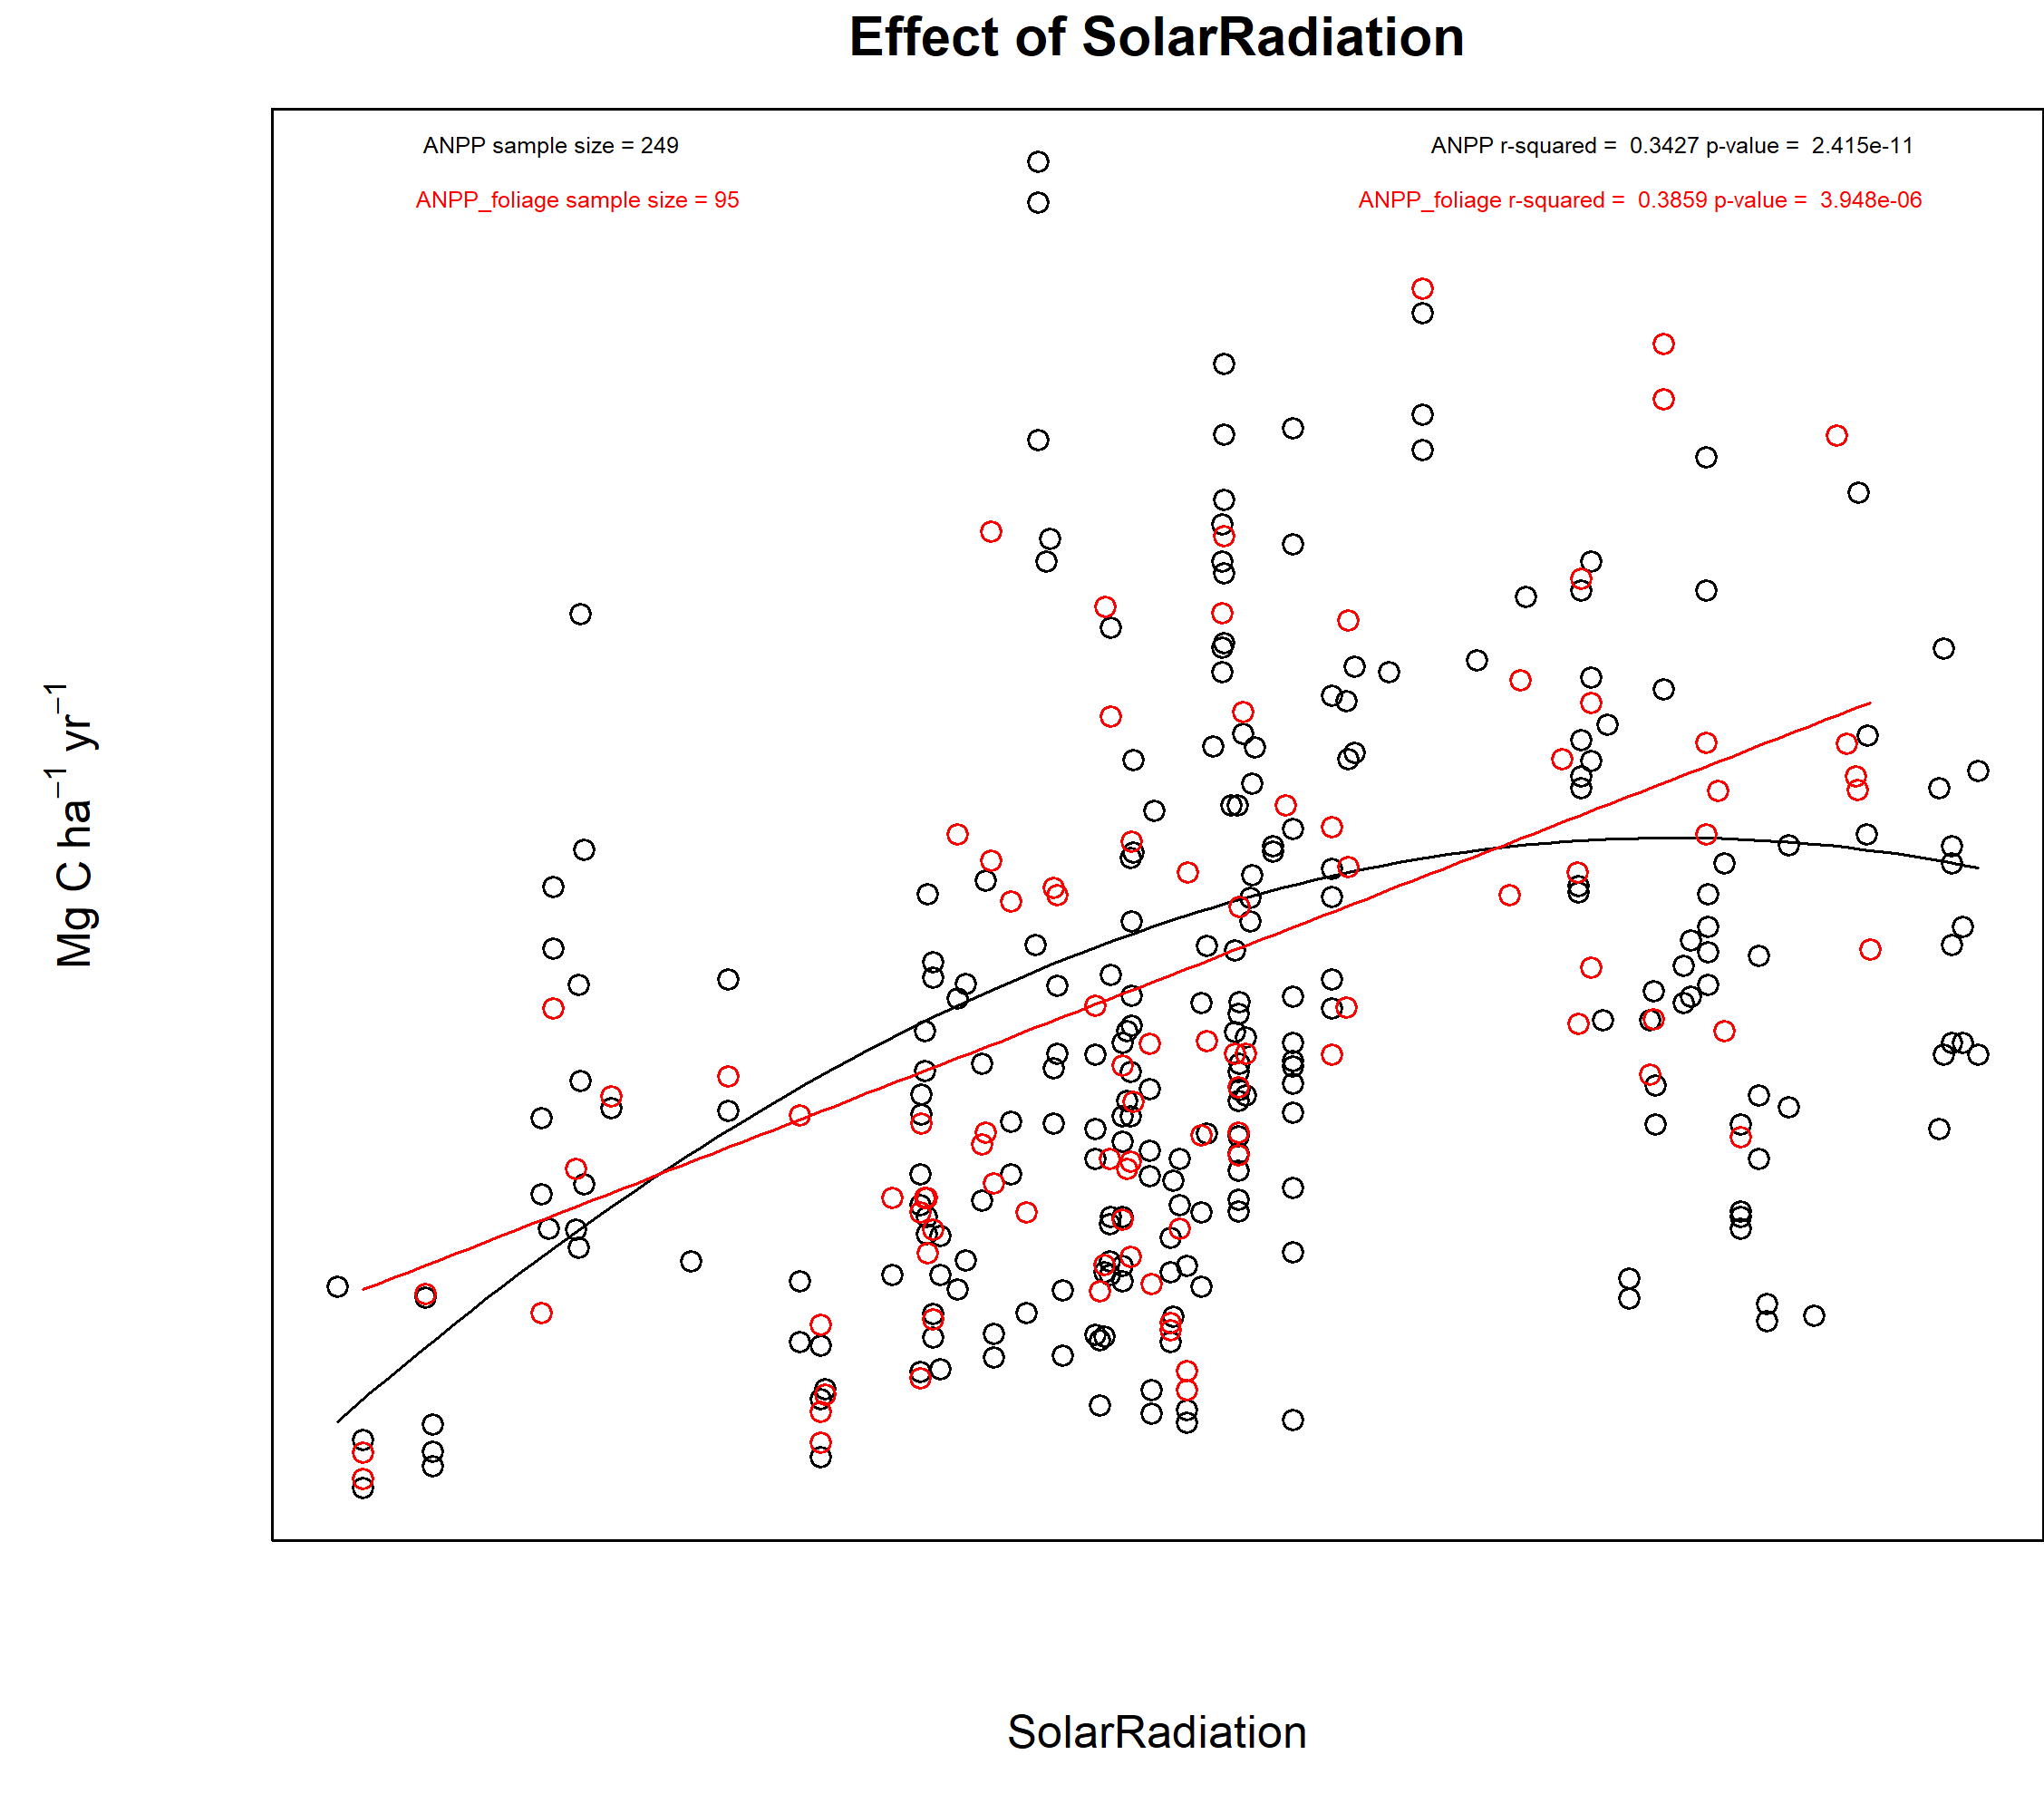 Effect of SolarRadiation
ANPP sample size = 249
ANPP r-squared =  0.3427 p-value =  2.415e-11
ANPP_foliage sample size = 95
ANPP_foliage r-squared =  0.3859 p-value =  3.948e-06
Mg C ha⁻¹ yr⁻¹
SolarRadiation